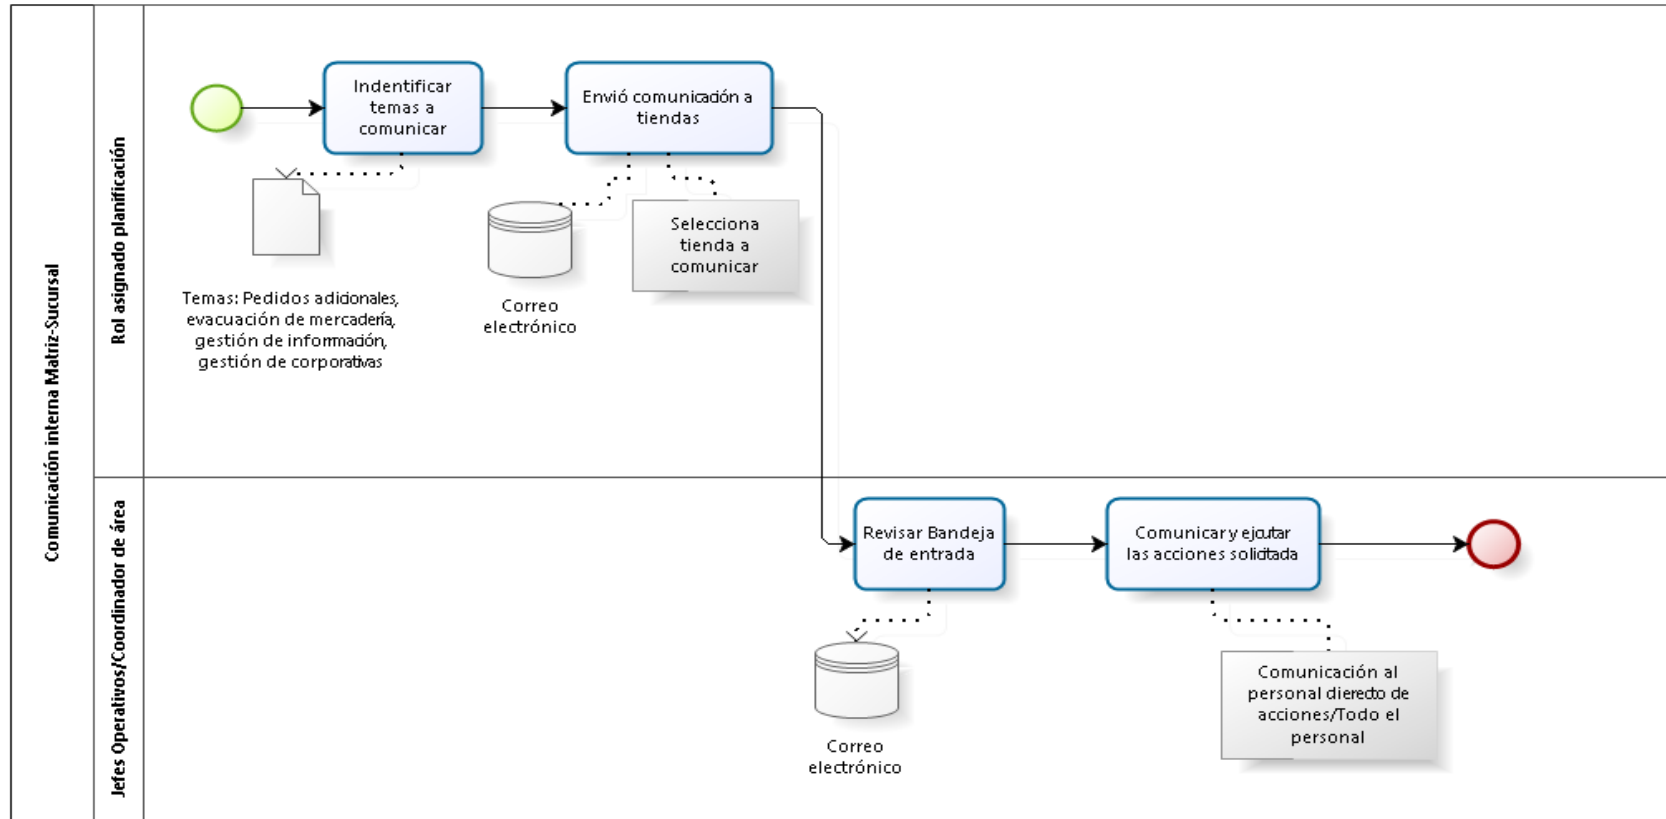 Comunicación interna Matriz-Sucursal
Rol asignado planificación
Indentificar
temas a
comunicar
Envió comunicación a
tiendas
Selecciona
tienda a
comunicar
Correo
electrónico
Temas: Pedidos adicionales,
evacuación de mercadería,
gestión de información,
gestión de corporativas
Jefes Operativos/Coordinador de área
Revisar Bandeja
de entrada
Comunicar y ejcutar
las acciones solicitada
Correo
electrónico
Comunicación al
personal dierecto de
acciones/Todo el
personal